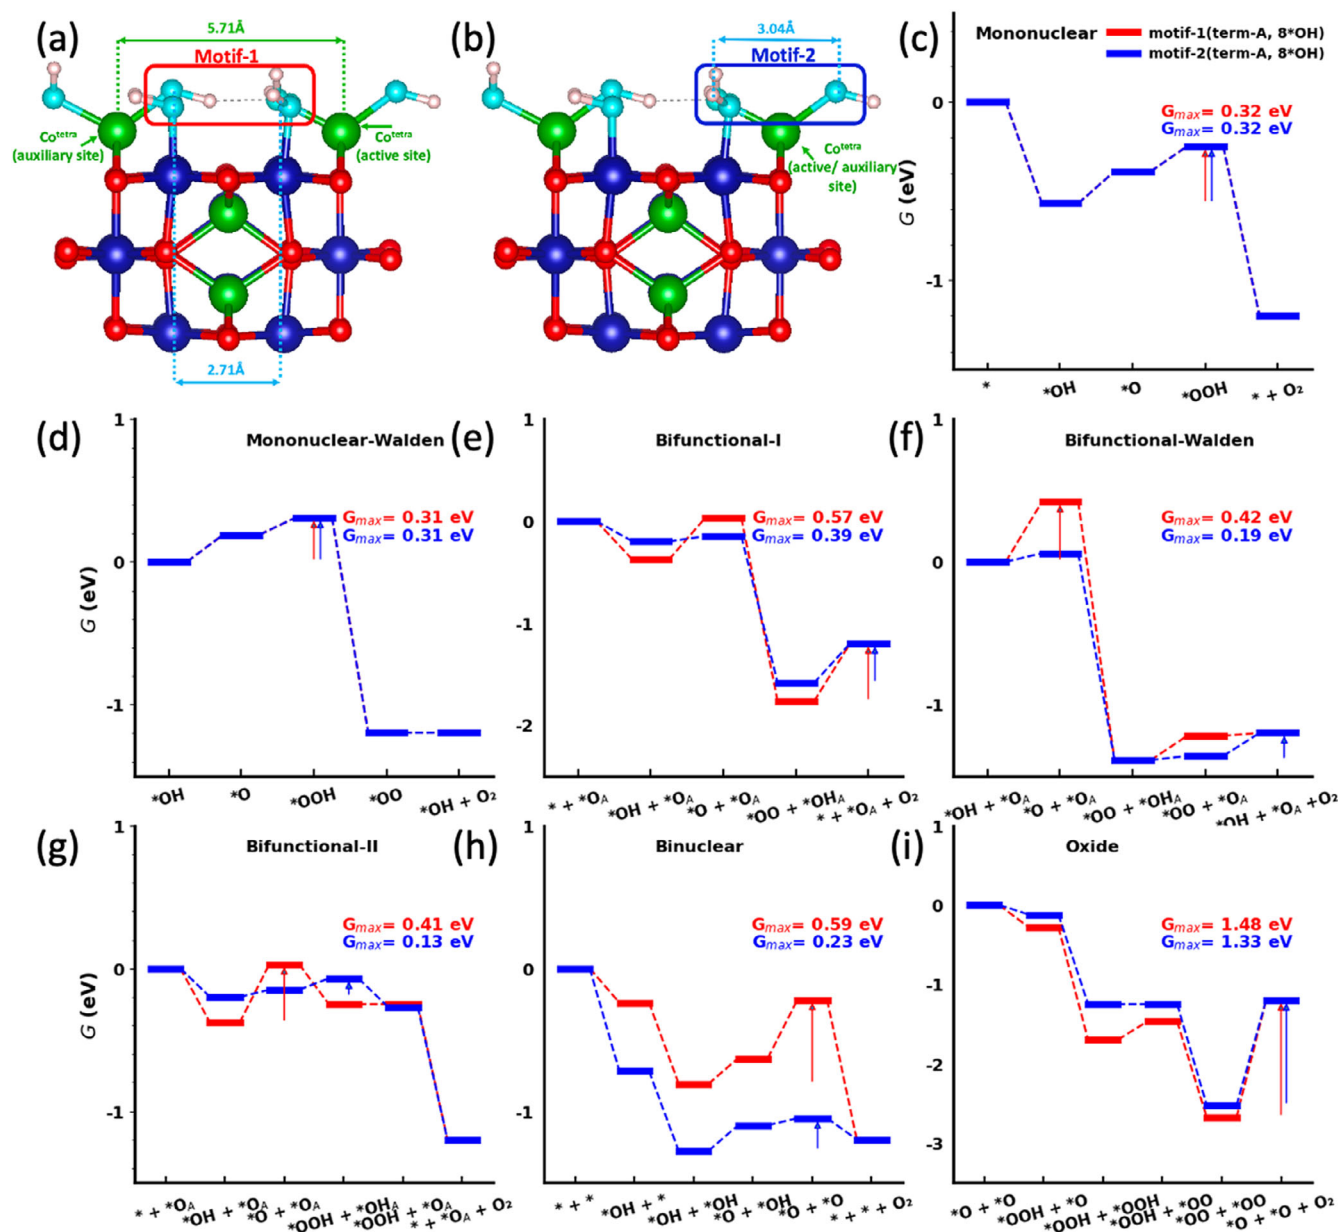 (a)
5.71Å
Motif-1
Co^tetra
(auxiliary site)
Co^tetra
(active site)
2.71Å
(b)
3.04Å
Motif-2
Co^tetra
(active/ auxiliary
site)
(c)
Mononuclear
motif-1(term-A, 8*OH)
motif-2(term-A, 8*OH)
G_max= 0.32 eV
G_max= 0.32 eV
G (eV)
0
-1
*
*OH
*O
*OOH
* + O₂
(d)
Mononuclear-Walden
G_max= 0.31 eV
G_max= 0.31 eV
G (eV)
1
0
-1
*OH
*O
*OOH
*OO
*OH + O₂
(e)
Bifunctional-I
G_max= 0.57 eV
G_max= 0.39 eV
1
0
-1
-2
* + *O_A
*OH + *O_A
*O + *O_A
*OO + *OH_A
* + *O_A + O₂
(f)
Bifunctional-Walden
G_max= 0.42 eV
G_max= 0.19 eV
1
0
-1
*OH + *O_A
*O + *O_A
*OO + *OH_A
*OO + *O_A
*OH + *O_A +O₂
(g)
Bifunctional-II
G_max= 0.41 eV
G_max= 0.13 eV
G (eV)
1
0
-1
* + *O_A
*OH + *O_A
*O + *O_A
*OOH + *OH_A
*OOH + *O_A
* + *O_A + O₂
(h)
Binuclear
G_max= 0.59 eV
G_max= 0.23 eV
1
0
-1
* + *
*OH + *
*OH + *OH
*O + *OH
*O + *O
* + * + O₂
(i)
Oxide
G_max= 1.48 eV
G_max= 1.33 eV
1
0
-1
-2
-3
*O + *O
*OOH + *O
*OOH + *OOH
*OOH + *OO
*OO + *OO
*O + *O + O₂